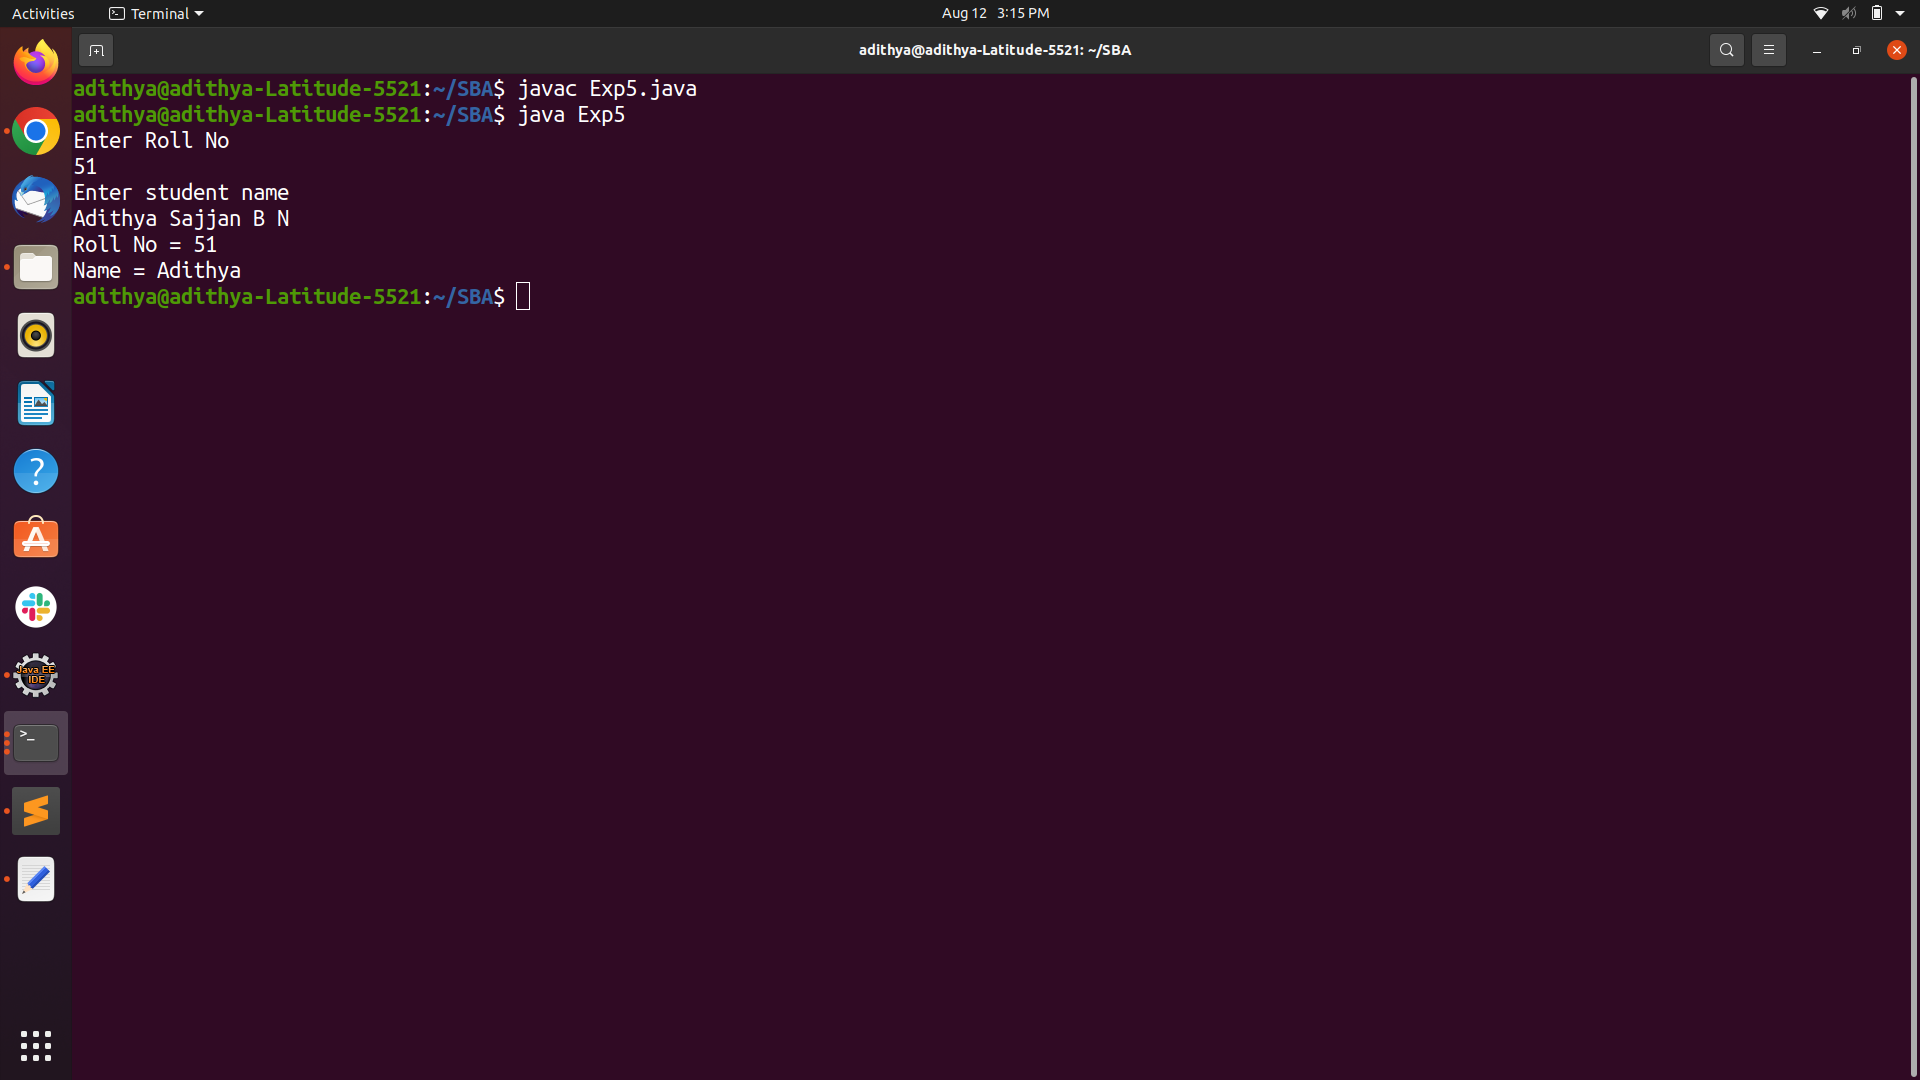 Activities
Terminal
Aug 12 3:15 PM
adithya@adithya-Latitude-5521: ~/SBA
adithya@adithya-Latitude-5521:~/SBA$ javac Exp5.java
adithya@adithya-Latitude-5521:~/SBA$ java Exp5
Enter Roll No
51
Enter student name
Adithya Sajjan B N
Roll No = 51
Name = Adithya
adithya@adithya-Latitude-5521:~/SBA$
Java EE
IDE
>_